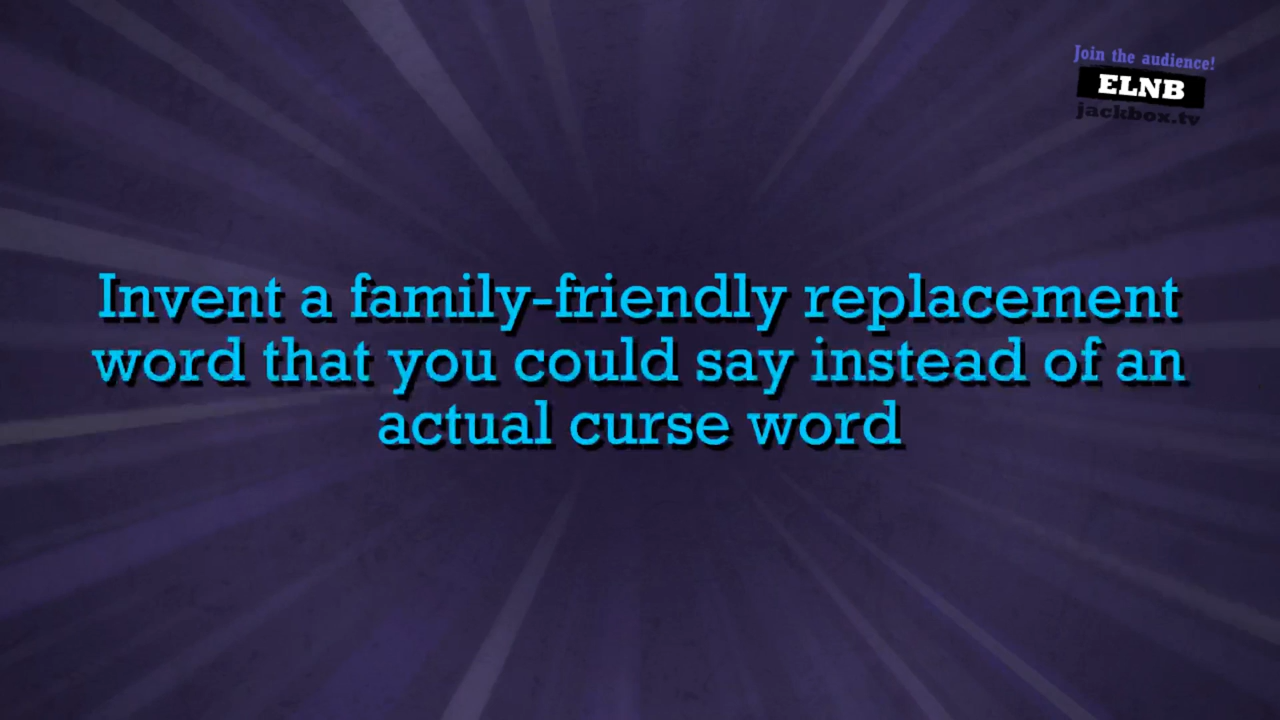 Join the audience!
ELNB
jackbox.tv
Invent a family-friendly replacement
word that you could say instead of an
actual curse word